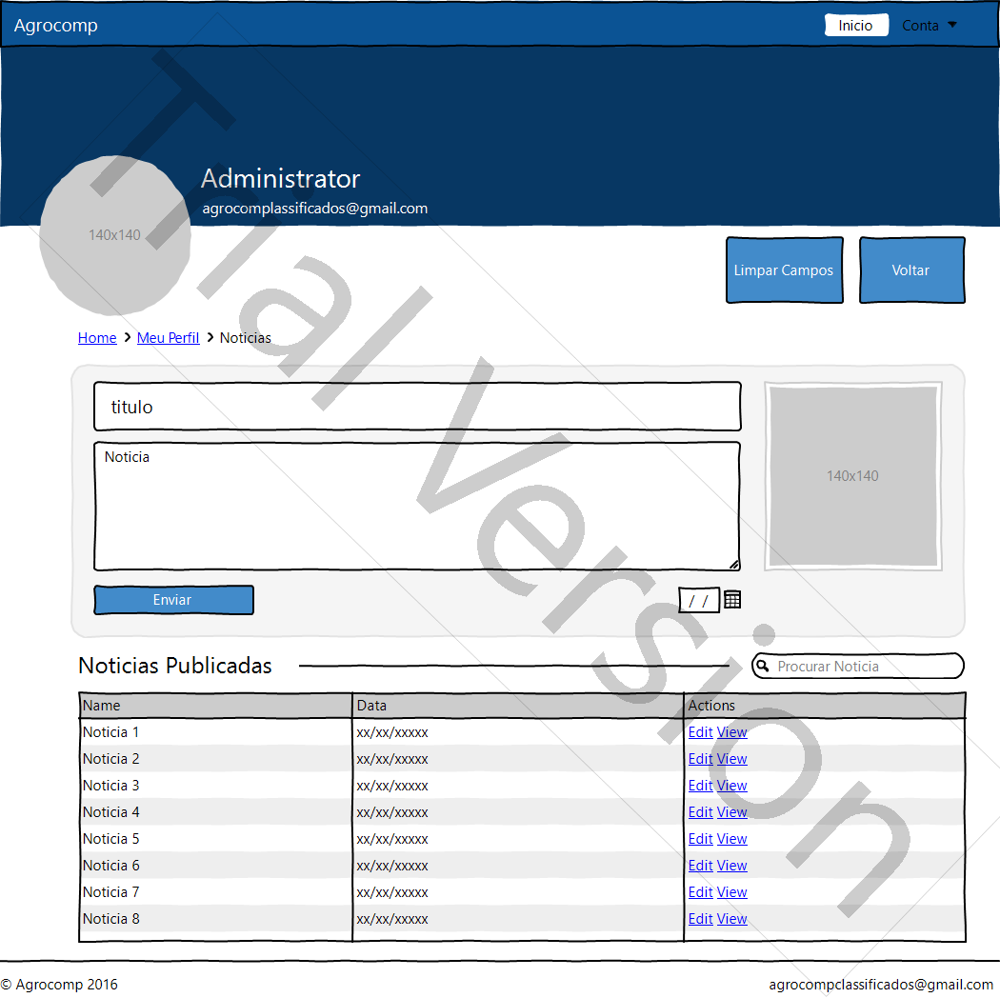 Agrocomp Inicio Conta
Administrator
agrocomplassificados@gmail.com
140x140
Limpar Campos Voltar
Home Meu Perfil Noticias
titulo
Noticia
140x140
Enviar / /
Noticias Publicadas Procurar Noticia
Name Data Actions
Noticia 1 xx/xx/xxxxx Edit View
Noticia 2 xx/xx/xxxxx Edit View
Noticia 3 xx/xx/xxxxx Edit View
Noticia 4 xx/xx/xxxxx Edit View
Noticia 5 xx/xx/xxxxx Edit View
Noticia 6 xx/xx/xxxxx Edit View
Noticia 7 xx/xx/xxxxx Edit View
Noticia 8 xx/xx/xxxxx Edit View
© Agrocomp 2016 agrocompclassificados@gmail.com
Trial Version